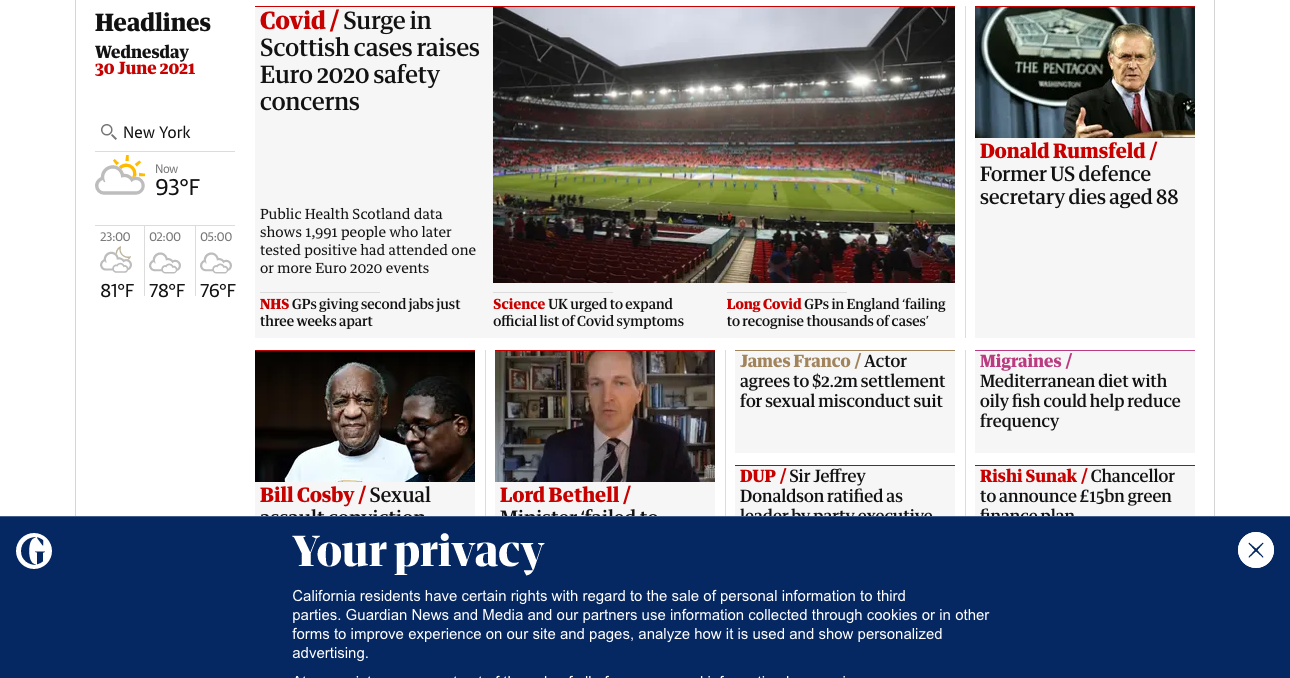 Headlines
Wednesday
30 June 2021
New York
Now
93°F
23:00 02:00 05:00
81°F 78°F 76°F
Covid / Surge in
Scottish cases raises
Euro 2020 safety
concerns
Public Health Scotland data
shows 1,991 people who later
tested positive had attended one
or more Euro 2020 events
NHS GPs giving second jabs just
three weeks apart
Science UK urged to expand
official list of Covid symptoms
Long Covid GPs in England ‘failing
to recognise thousands of cases’
THE PENTAGON
WASHINGTON
Donald Rumsfeld /
Former US defence
secretary dies aged 88
Bill Cosby / Sexual
assault conviction
Lord Bethell /
Minister ‘failed to
James Franco / Actor
agrees to $2.2m settlement
for sexual misconduct suit
Migraines /
Mediterranean diet with
oily fish could help reduce
frequency
DUP / Sir Jeffrey
Donaldson ratified as
leader by party executive
Rishi Sunak / Chancellor
to announce £15bn green
finance plan
Your privacy
California residents have certain rights with regard to the sale of personal information to third
parties. Guardian News and Media and our partners use information collected through cookies or in other
forms to improve experience on our site and pages, analyze how it is used and show personalized
advertising.